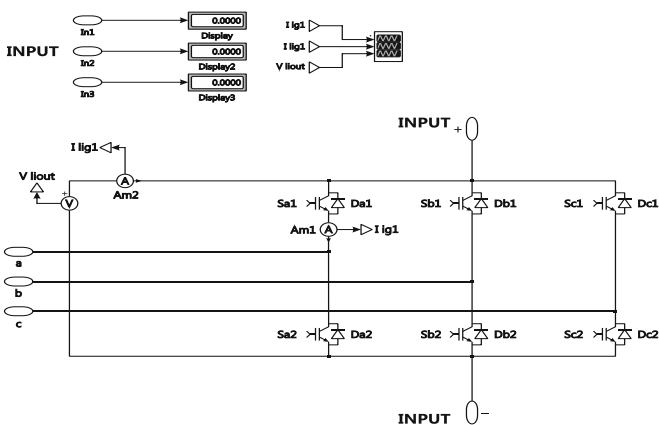 In1
0.0000
Display
INPUT
In2
0.0000
Display2
In3
0.0000
Display3
I ig1
I lig1
V liout
INPUT +
I lig1
V liout
+
V
A
Am2
Sa1
Da1
Sb1
Db1
Sc1
Dc1
Am1
A
I ig1
a
b
c
Sa2
Da2
Sb2
Db2
Sc2
Dc2
INPUT −